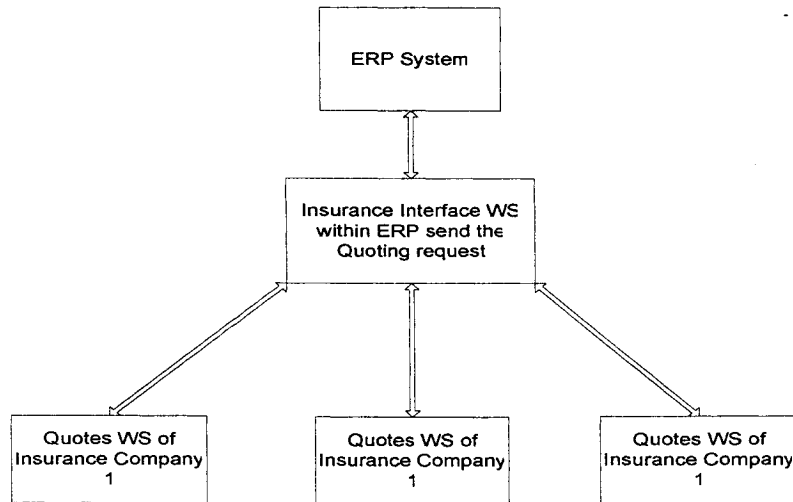 ERP System
Insurance Interface WS
within ERP send the
Quoting request
Quotes WS of
Insurance Company
1
Quotes WS of
Insurance Company
1
Quotes WS of
Insurance Company
1